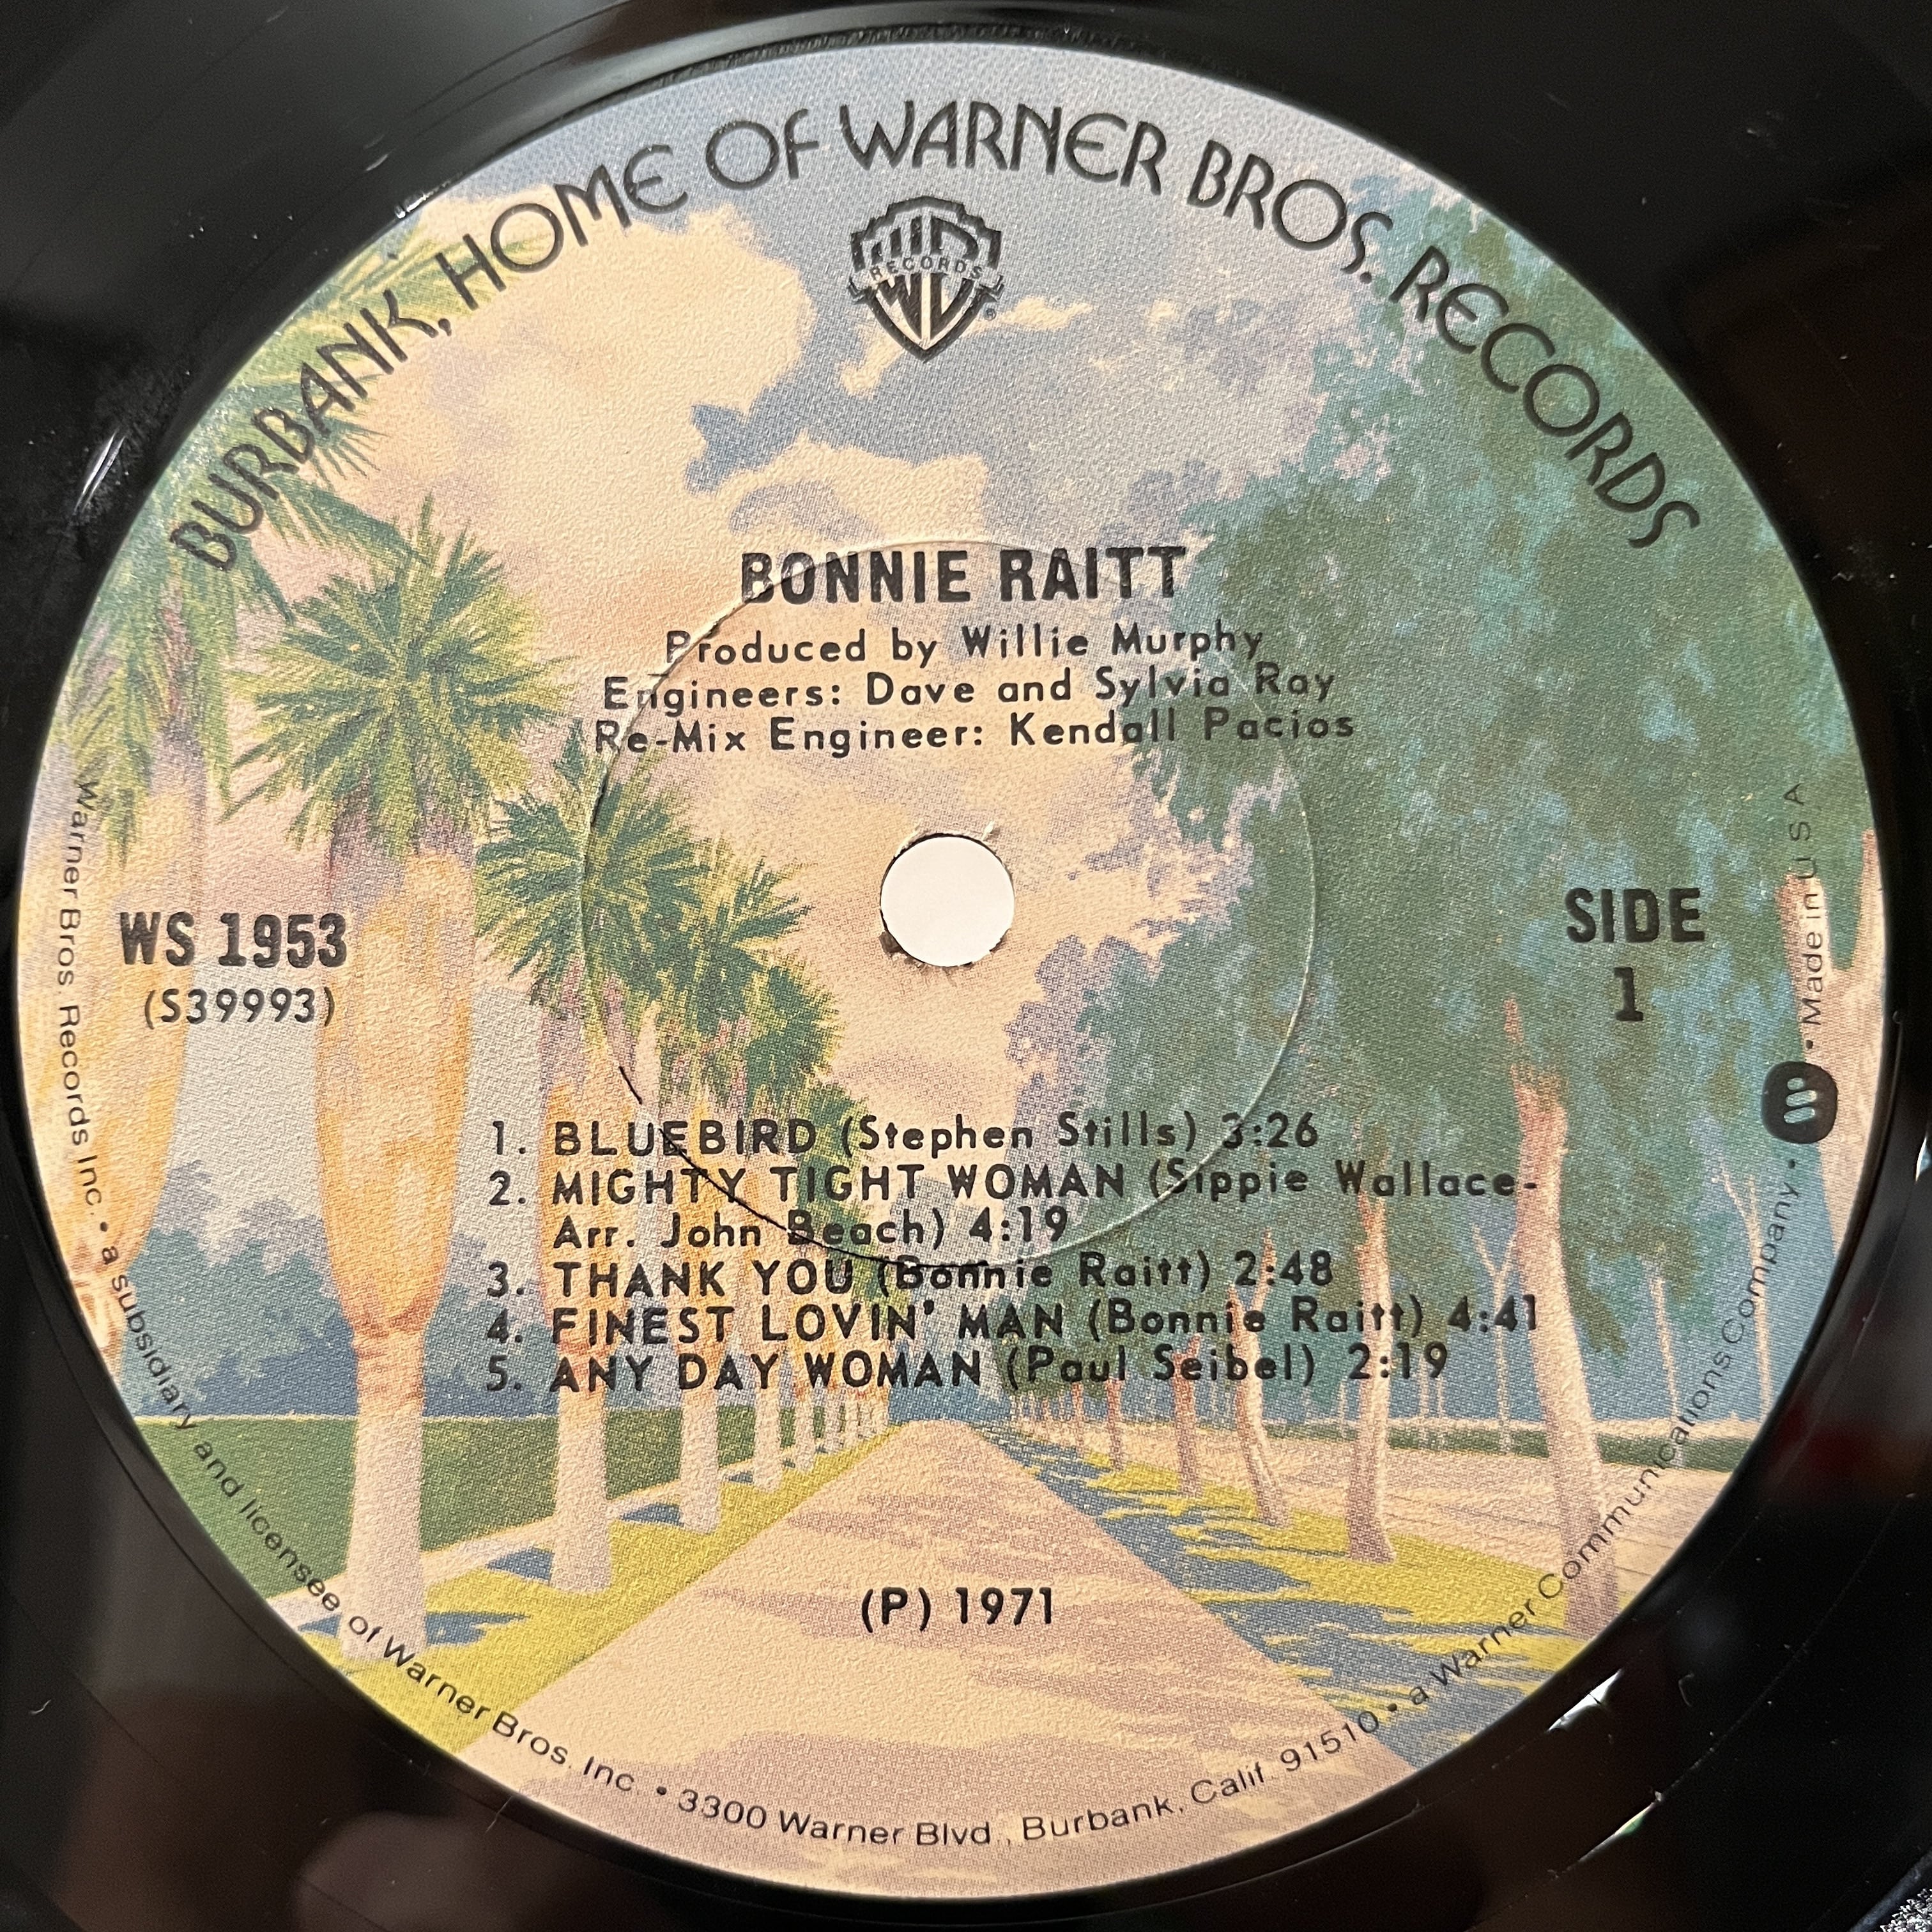 BURBANK, HOME OF WARNER BROS. RECORDS
RECORDS
BONNIE RAITT
Produced by Willie Murphy
Engineers: Dave and Sylvia Ray
Re-Mix Engineer: Kendall Pacios
WS 1953
(S39993)
SIDE
1
1. BLUEBIRD (Stephen Stills) 3:26
2. MIGHTY TIGHT WOMAN (Sippie Wallace-
Arr. John Beach) 4:19
3. THANK YOU (Bonnie Raitt) 2:48
4. FINEST LOVIN' MAN (Bonnie Raitt) 4:41
5. ANY DAY WOMAN (Paul Seibel) 2:19
(P) 1971
Warner Bros. Records Inc. • a subsidiary and licensee of Warner Bros. Inc. • 3300 Warner Blvd., Burbank, Calif. 91510 • a Warner Communications Company. • Made in U.S.A.